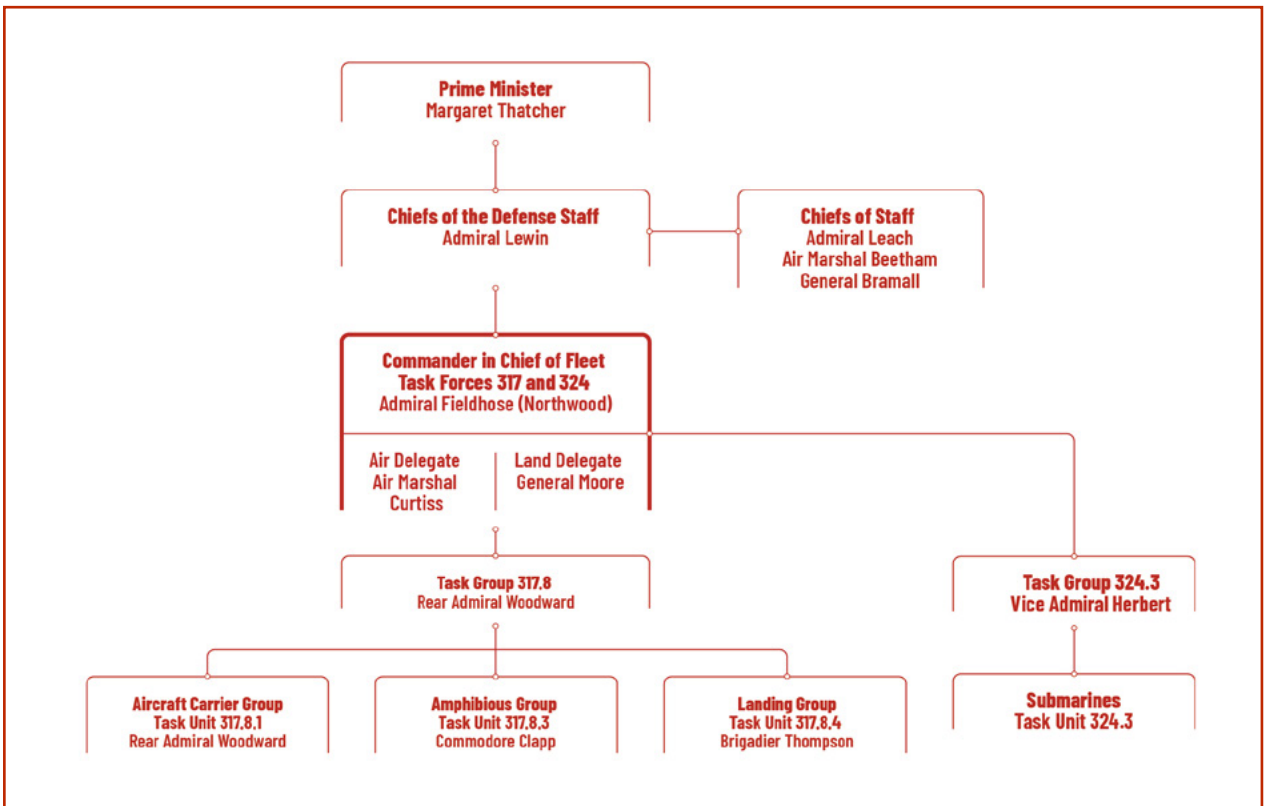 Prime Minister
Margaret Thatcher
Chiefs of the Defense Staff
Admiral Lewin
Chiefs of Staff
Admiral Leach
Air Marshal Beetham
General Bramall
Commander in Chief of Fleet
Task Forces 317 and 324
Admiral Fieldhose (Northwood)
Air Delegate
Air Marshal
Curtiss
Land Delegate
General Moore
Task Group 317.8
Rear Admiral Woodward
Task Group 324.3
Vice Admiral Herbert
Aircraft Carrier Group
Task Unit 317.8.1
Rear Admiral Woodward
Amphibious Group
Task Unit 317.8.3
Commodore Clapp
Landing Group
Task Unit 317.8.4
Brigadier Thompson
Submarines
Task Unit 324.3